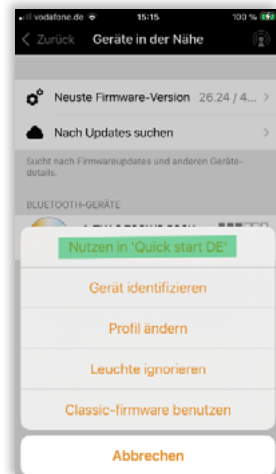 vodafone.de 15:15 100 %
Zurück Geräte in der Nähe
Neuste Firmware-Version 26.24 / 4...
Nach Updates suchen
Sucht nach Firmwareupdates und anderen Geräte-
details.
BLUETOOTH-GERÄTE
Nutzen in 'Quick start DE'
Gerät identifizieren
Profil ändern
Leuchte ignorieren
Classic-firmware benutzen
Abbrechen